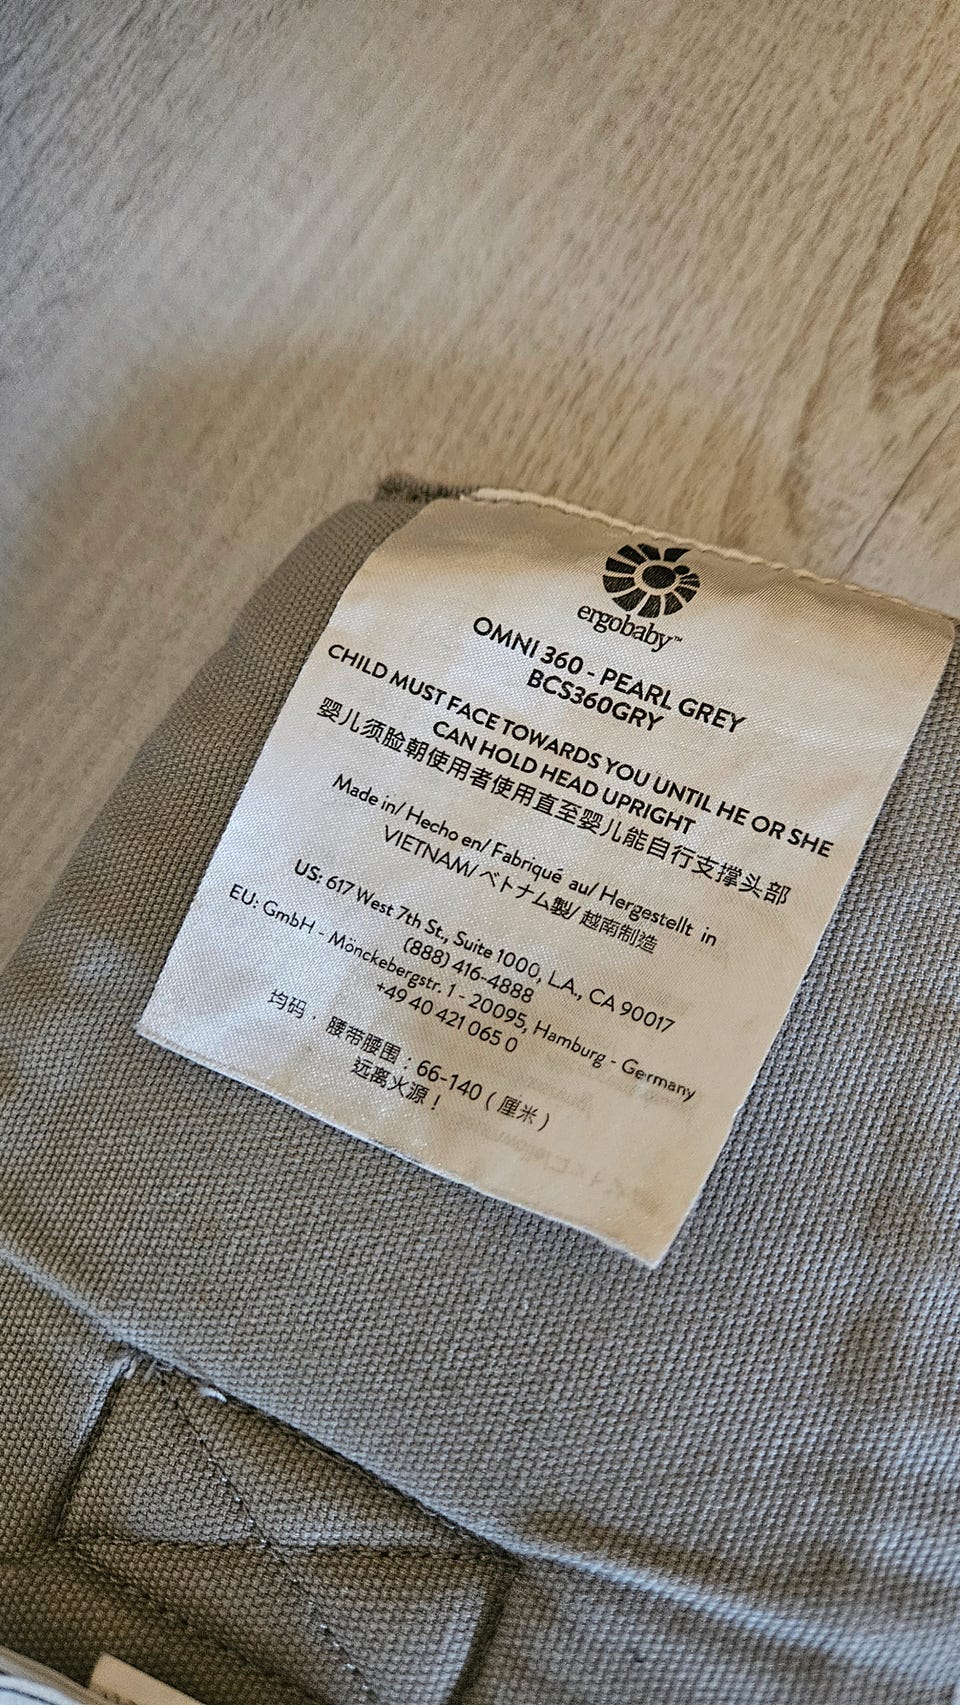 ergobaby™
OMNI 360 - PEARL GREY
BCS360GRY
CHILD MUST FACE TOWARDS YOU UNTIL HE OR SHE
CAN HOLD HEAD UPRIGHT
婴儿须脸朝使用者使用直至婴儿能自行支撑头部
Made in/ Hecho en/ Fabriqué au/ Hergestellt in
VIETNAM/ ベトナム製/ 越南制造
US: 617 West 7th St., Suite 1000, L.A., CA 90017
(888) 416-4888
EU: GmbH - Mönckebergstr. 1 - 20095, Hamburg - Germany
+49 40 421 065 0
均码 . 腰带腰围 : 66-140 ( 厘米 )
远离火源 !